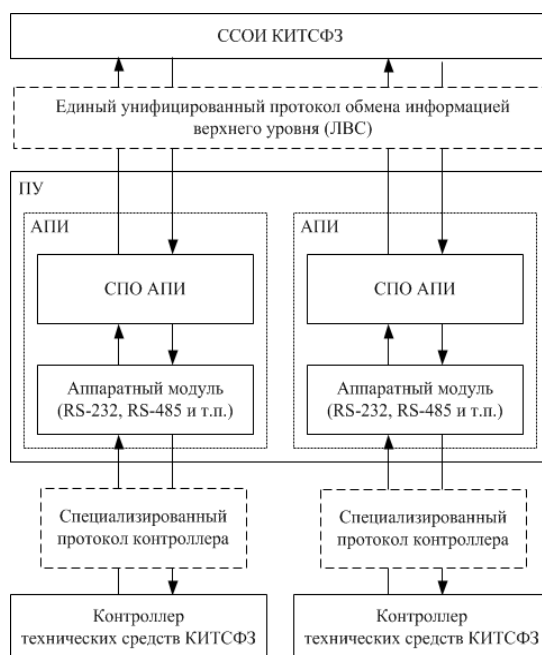 ССОИ КИТСФЗ
Единый унифицированный протокол обмена информацией
верхнего уровня (ЛВС)
ПУ
АПИ
СПО АПИ
Аппаратный модуль
(RS-232, RS-485 и т.п.)
АПИ
СПО АПИ
Аппаратный модуль
(RS-232, RS-485 и т.п.)
Специализированный
протокол контроллера
Специализированный
протокол контроллера
Контроллер
технических средств КИТСФЗ
Контроллер
технических средств КИТСФЗ